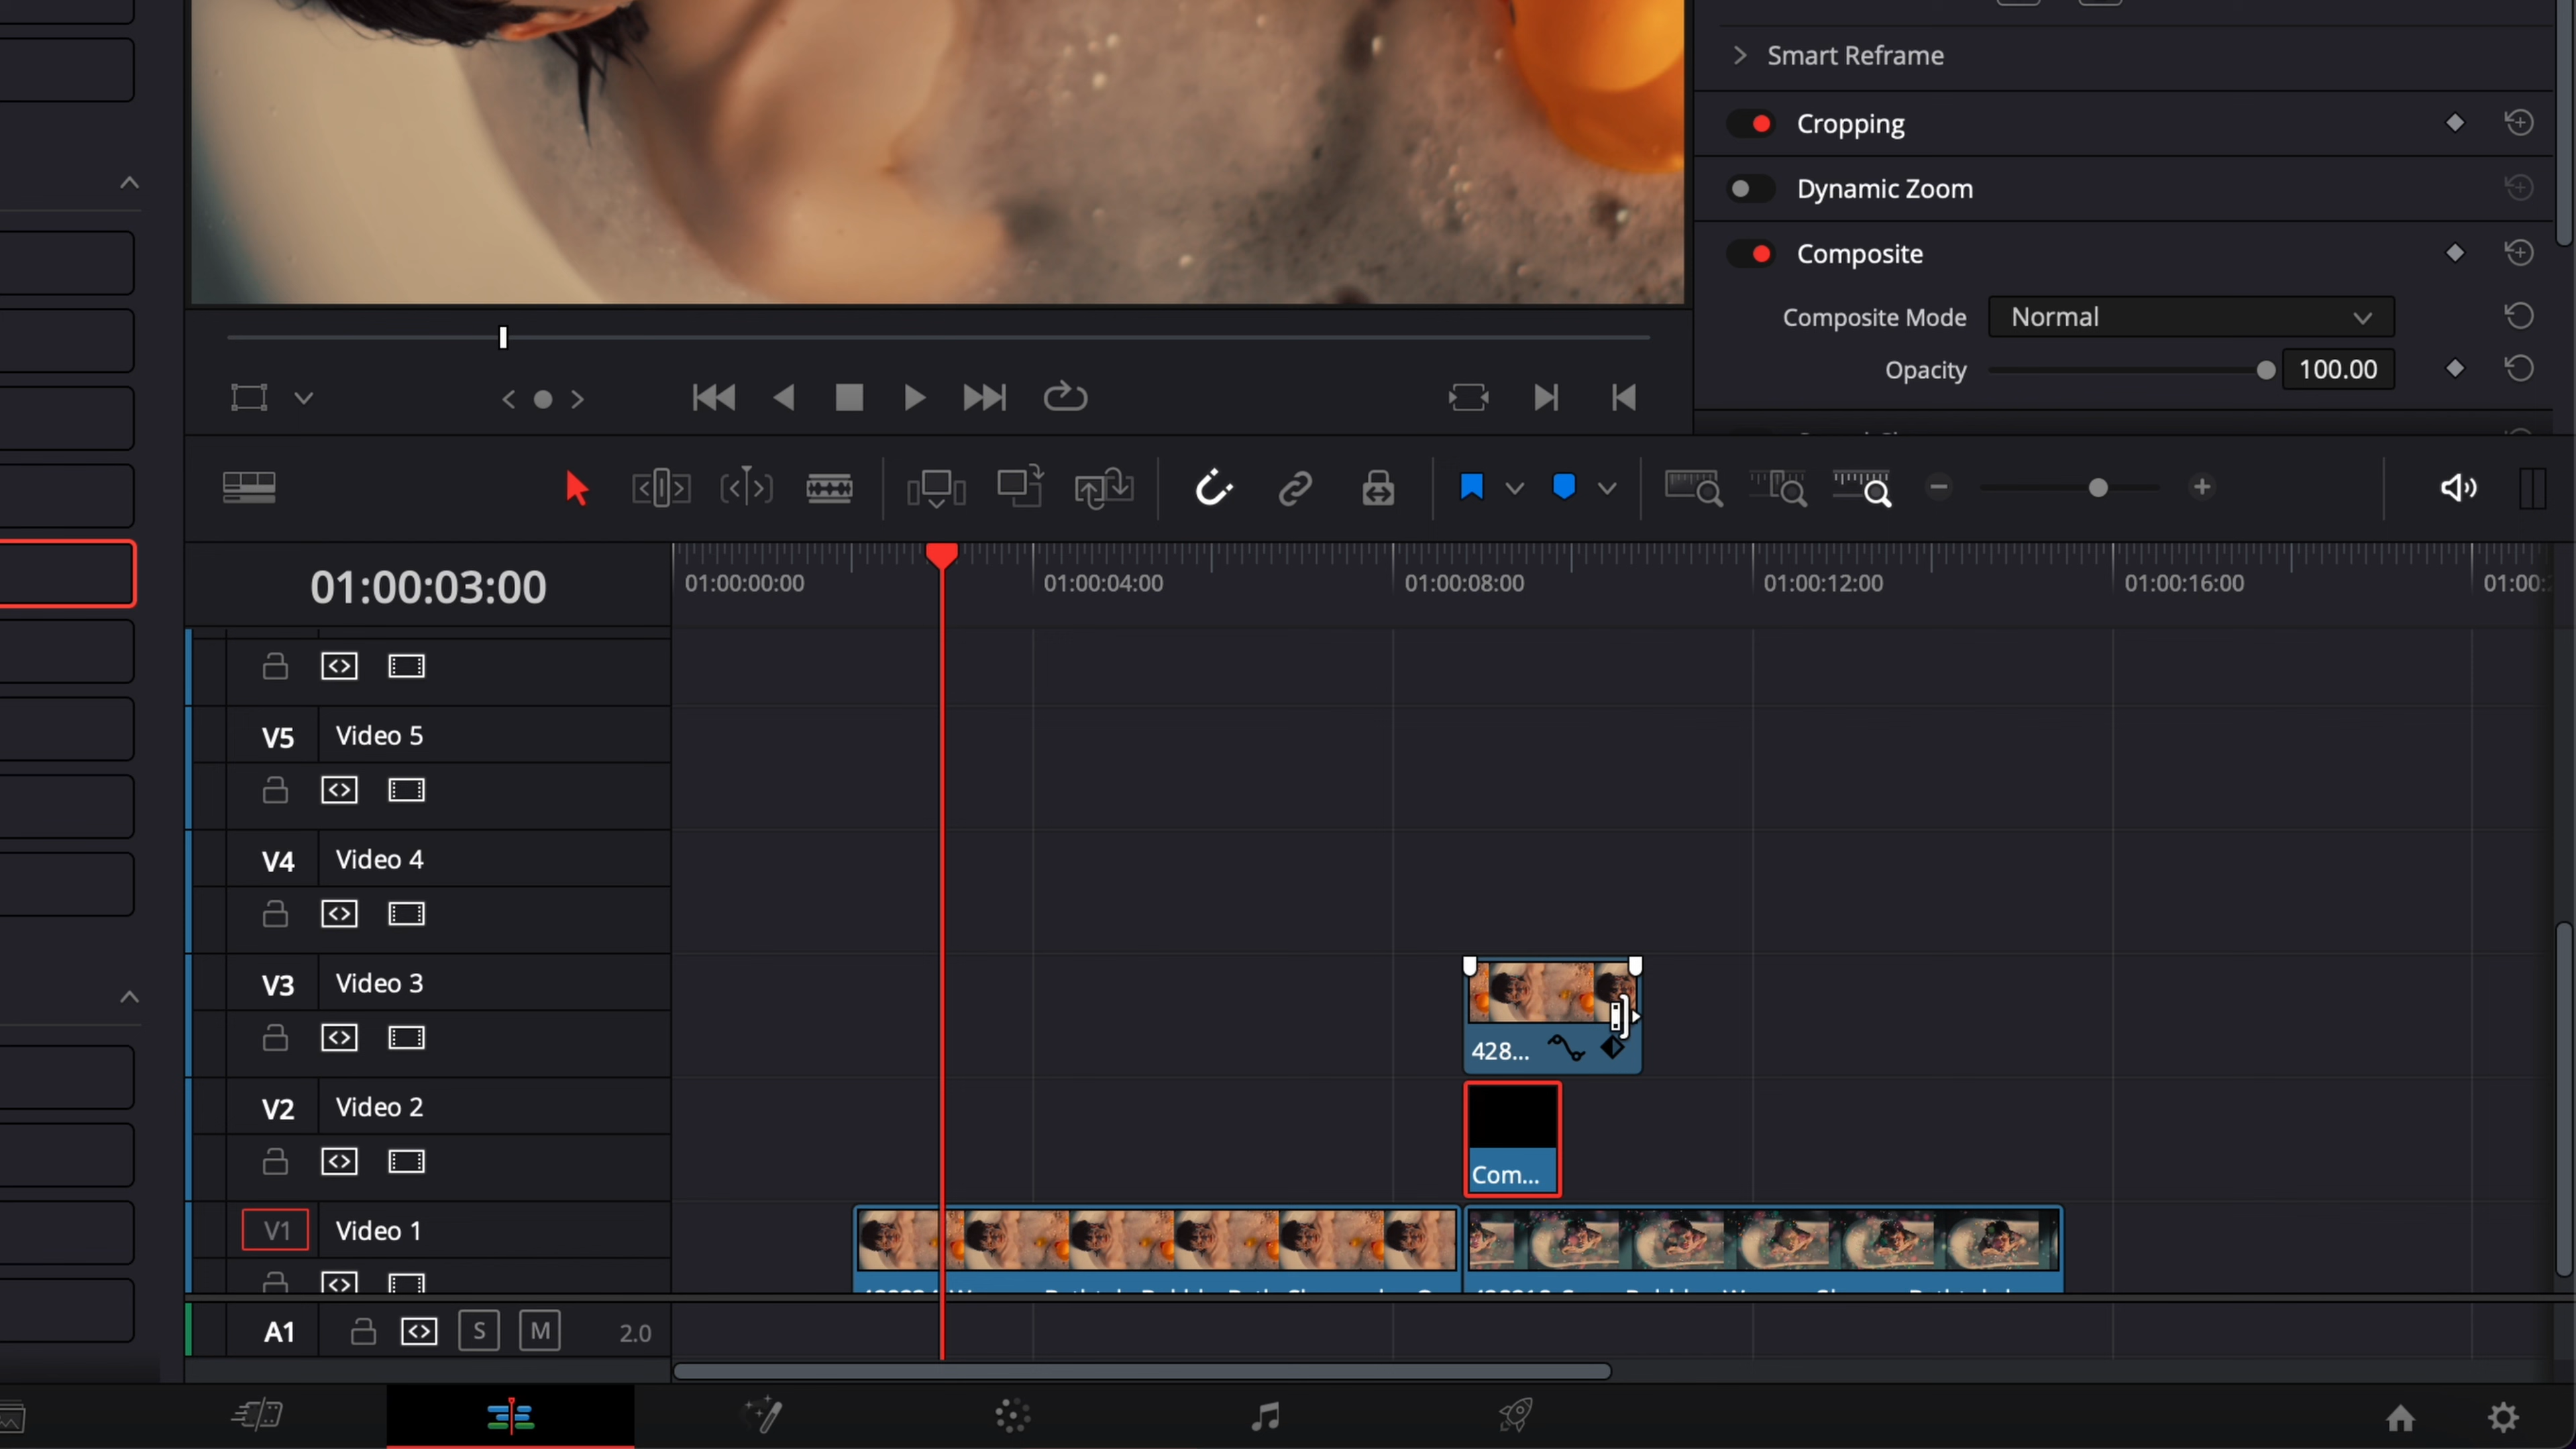 Smart Reframe
Cropping
Dynamic Zoom
Composite
Composite Mode
Normal
Opacity
100.00
01:00:03:00
01:00:00:00
01:00:04:00
01:00:08:00
01:00:12:00
01:00:16:00
01:00:
V5 Video 5
V4 Video 4
V3 Video 3
428...
V2 Video 2
Com...
V1 Video 1
A1 S M 2.0